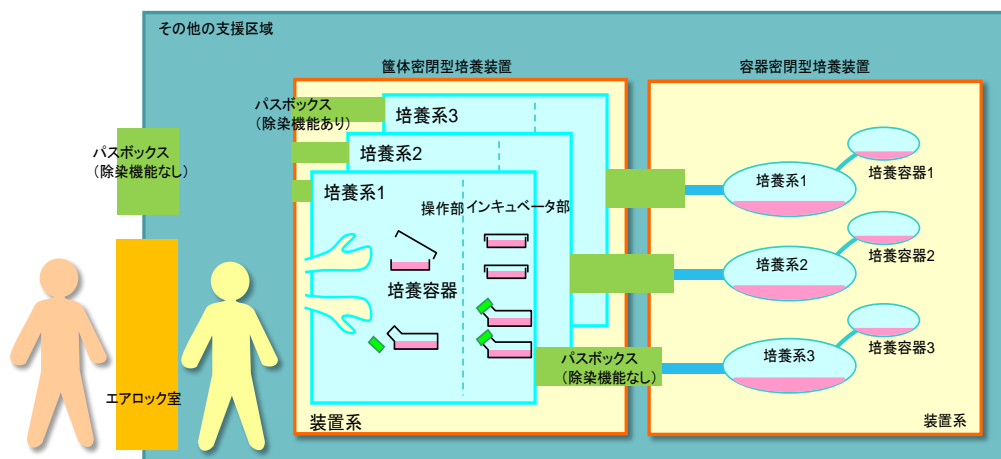 その他の支援区域
筐体密閉型培養装置
容器密閉型培養装置
パスボックス
（除染機能あり）
培養系3
パスボックス
（除染機能なし）
培養系2
培養系1
操作部
インキュベータ部
培養容器
パスボックス
（除染機能なし）
装置系
エアロック室
培養系1
培養容器1
培養系2
培養容器2
培養系3
培養容器3
装置系